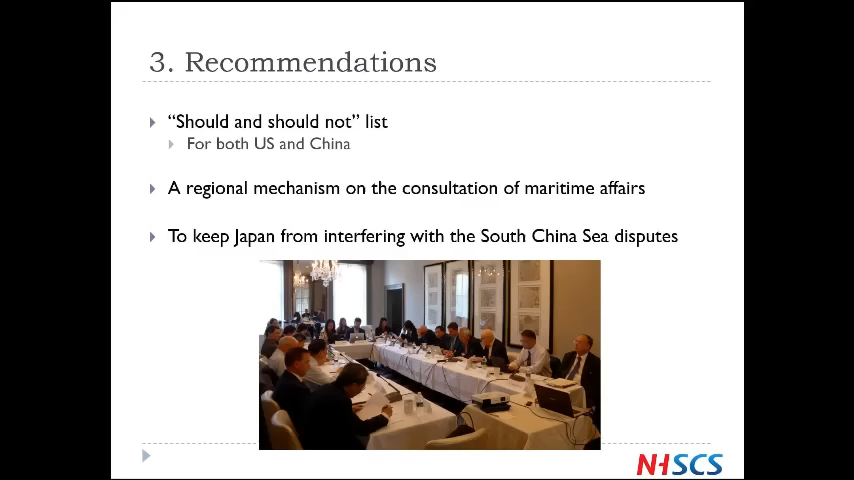 3. Recommendations
“Should and should not” list
For both US and China
A regional mechanism on the consultation of maritime affairs
To keep Japan from interfering with the South China Sea disputes
NHSCS